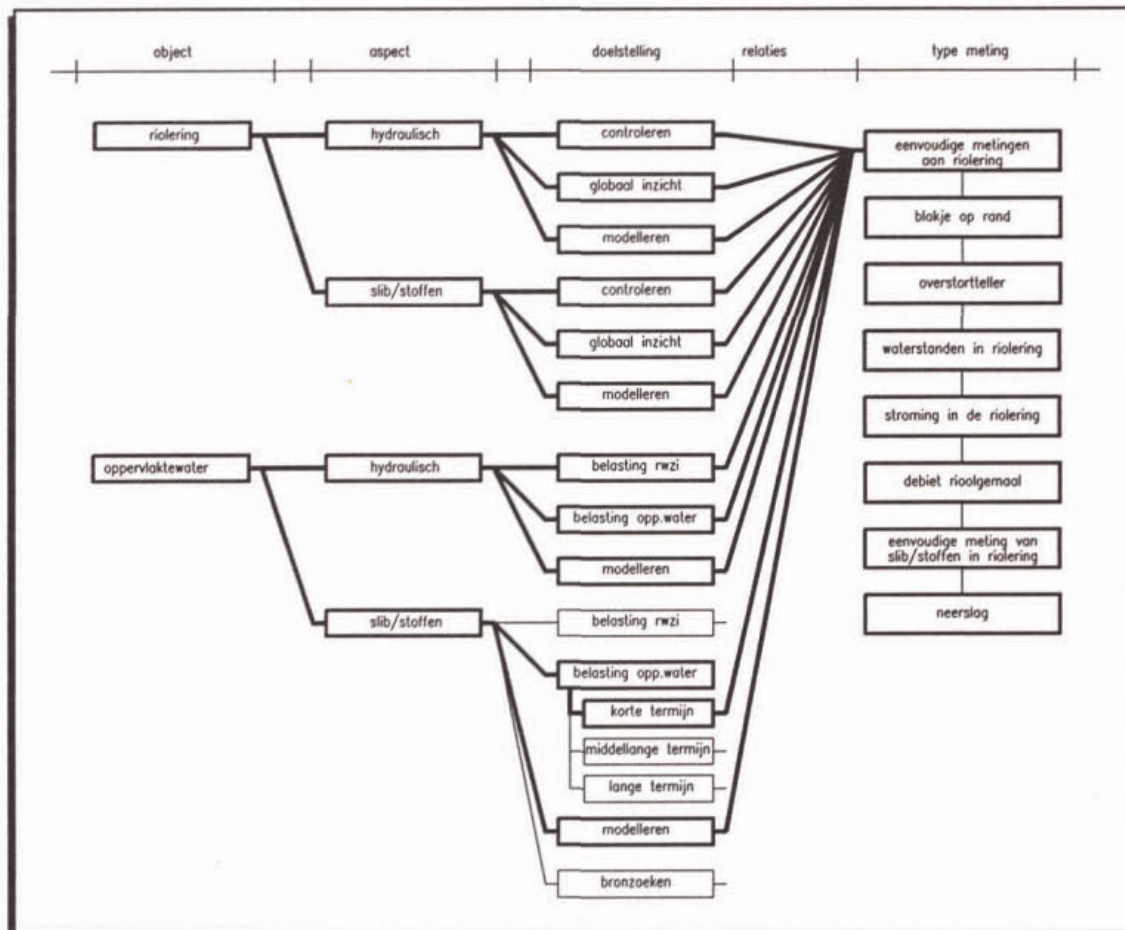 object aspect doelstelling relaties type meting
riolering
hydraulisch
controleren
globaal inzicht
modelleren
slib/stoffen
controleren
globaal inzicht
modelleren
oppervlaktewater
hydraulisch
belasting rwzi
belasting opp.water
modelleren
slib/stoffen
belasting rwzi
belasting opp.water
korte termijn
middellange termijn
lange termijn
modelleren
bronzoeken
eenvoudige metingen
aan riolering
blokje op rand
overstortteller
waterstanden in riolering
stroming in de riolering
debiet rioolgemaal
eenvoudige meting van
slib/stoffen in riolering
neerslag